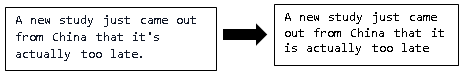 A new study just came out
from China that it's
actually too late.
A new study just came
out from China that it
is actually too late